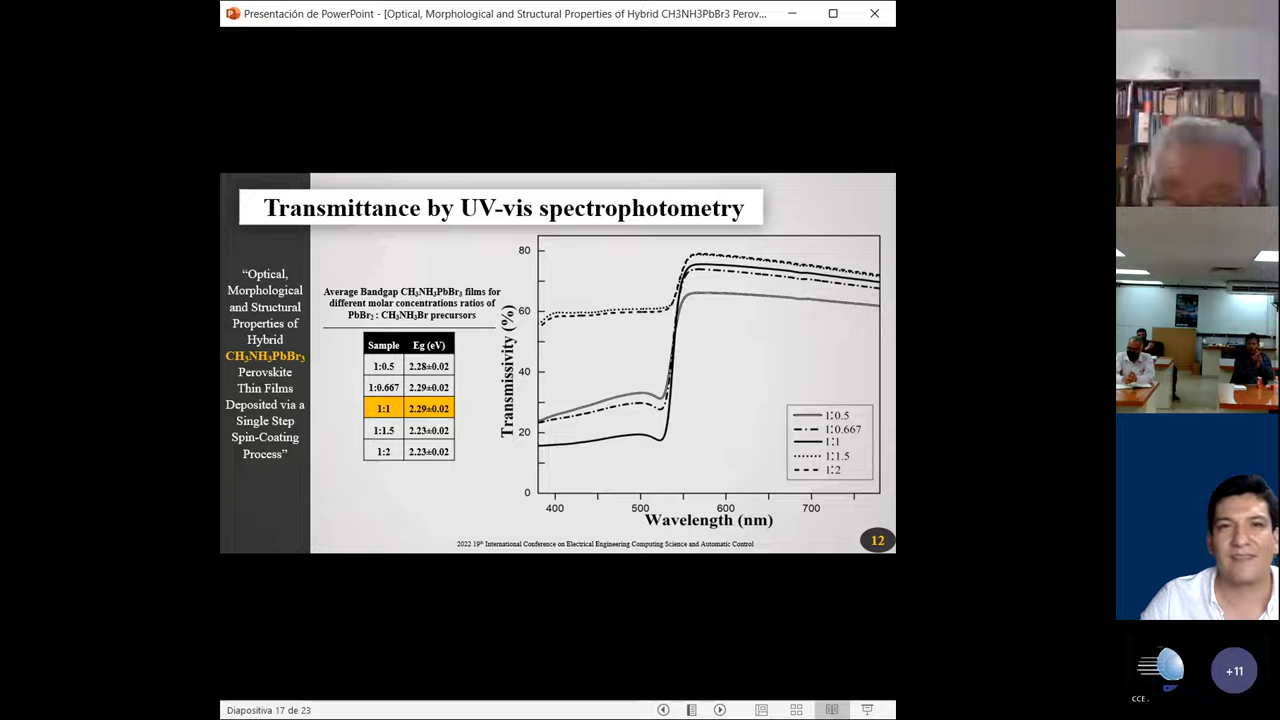 Presentación de PowerPoint - [Optical, Morphological and Structural Properties of Hybrid CH3NH3PbBr3 Perov...
Transmittance by UV-vis spectrophotometry
“Optical,
Morphological
and Structural
Properties of
Hybrid
CH₃NH₃PbBr₃
Perovskite
Thin Films
Deposited via a
Single Step
Spin-Coating
Process”
Average Bandgap CH₃NH₃PbBr₃ films for
different molar concentrations ratios of
PbBr₂ : CH₃NH₃Br precursors
Sample Eg (eV)
1:0.5 2.28±0.02
1:0.667 2.29±0.02
1:1 2.29±0.02
1:1.5 2.23±0.02
1:2 2.23±0.02
Transmissivity (%)
80
60
40
20
0
400 500 600 700
Wavelength (nm)
1:0.5
1:0.667
1:1
1:1.5
1:2
2022 19th International Conference on Electrical Engineering Computing Science and Automatic Control
12
CCE .
+11
Diapositiva 17 de 23